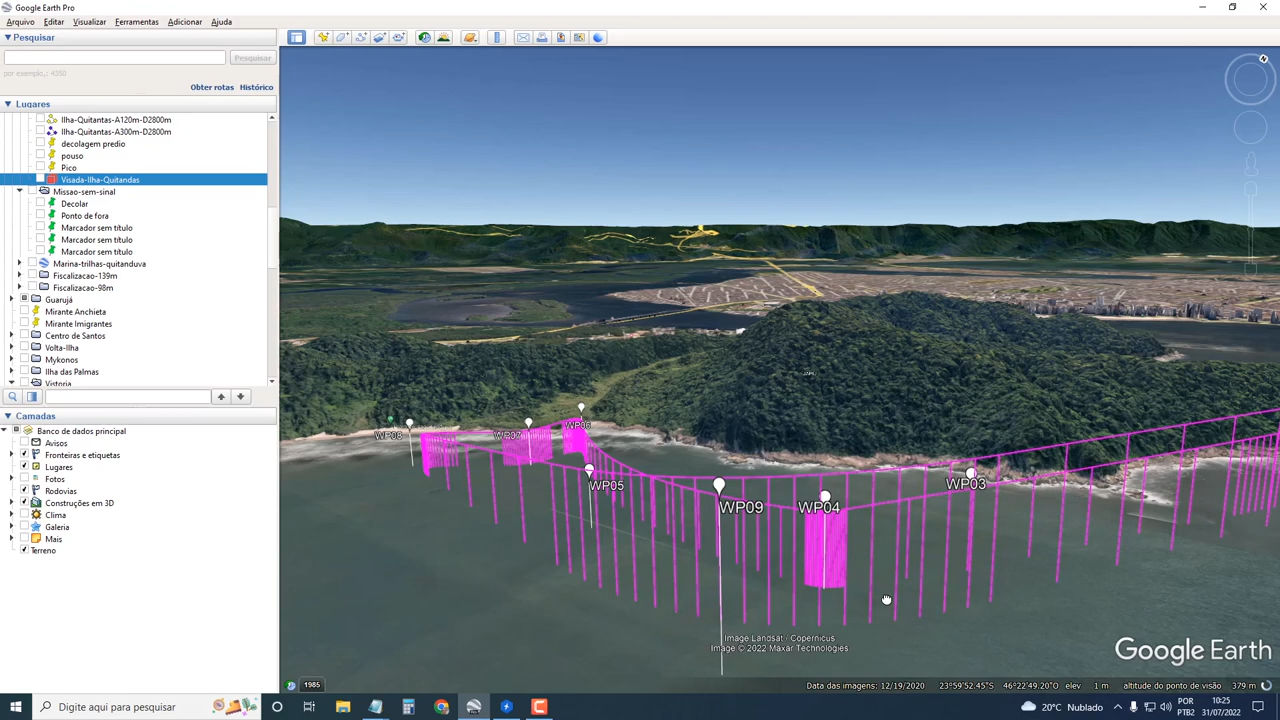 Google Earth Pro
Arquivo Editar Visualizar Ferramentas Adicionar Ajuda
Pesquisar
Pesquisar
por exemplo,: 4350
Obter rotas Histórico
Lugares
Ilha-Quitantas-A120m-D2800m
Ilha-Quitantas-A300m-D2800m
decolagem predio
pouso
Pico
Visada-Ilha-Quitandas
Missao-sem-sinal
Decolar
Ponto de fora
Marcador sem título
Marcador sem título
Marcador sem título
Marina-trilhas-quitanduva
Fiscalizacao-139m
Fiscalizacao-98m
Guarujá
Mirante Anchieta
Mirante Imigrantes
Centro de Santos
Volta-Ilha
Mykonos
Ilha das Palmas
Vistoria
Camadas
Banco de dados principal
Avisos
Fronteiras e etiquetas
Lugares
Fotos
Rodovias
Construções em 3D
Clima
Galeria
Mais
Terreno
N
JAPUI
WP08
WP07
WP06
WP05
WP09
WP04
WP03
Image Landsat / Copernicus
Image © 2022 Maxar Technologies
Google Earth
1985
Data das imagens: 12/19/2020 23°59'52.45"S 46°22'49.20"O elev 1 m altitude do ponto de visão 379 m
Digite aqui para pesquisar
20°C Nublado
POR
PTB2
10:25
31/07/2022